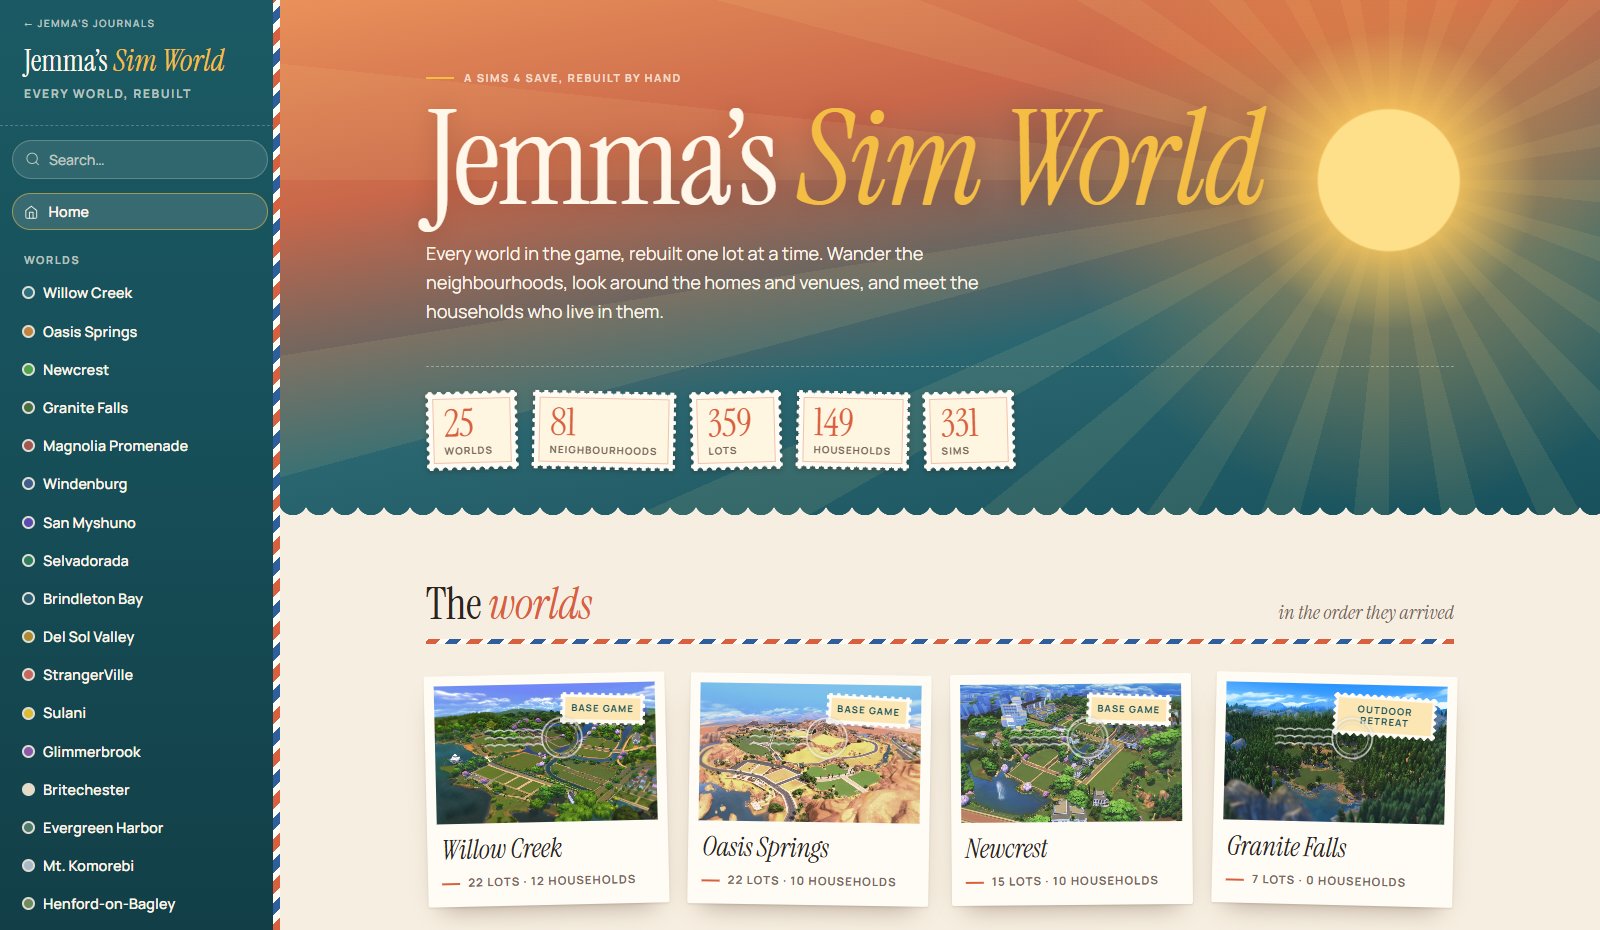 ← JEMMA'S JOURNALS
Jemma's Sim World
EVERY WORLD, REBUILT
Search...
Home
WORLDS
Willow Creek
Oasis Springs
Newcrest
Granite Falls
Magnolia Promenade
Windenburg
San Myshuno
Selvadorada
Brindleton Bay
Del Sol Valley
StrangerVille
Sulani
Glimmerbrook
Britechester
Evergreen Harbor
Mt. Komorebi
Henford-on-Bagley
A SIMS 4 SAVE, REBUILT BY HAND
Jemma's Sim World
Every world in the game, rebuilt one lot at a time. Wander the
neighbourhoods, look around the homes and venues, and meet the
households who live in them.
25
WORLDS
81
NEIGHBOURHOODS
359
LOTS
149
HOUSEHOLDS
331
SIMS
The worlds
in the order they arrived
BASE GAME
Willow Creek
22 LOTS · 12 HOUSEHOLDS
BASE GAME
Oasis Springs
22 LOTS · 10 HOUSEHOLDS
BASE GAME
Newcrest
15 LOTS · 10 HOUSEHOLDS
OUTDOOR
RETREAT
Granite Falls
7 LOTS · 0 HOUSEHOLDS